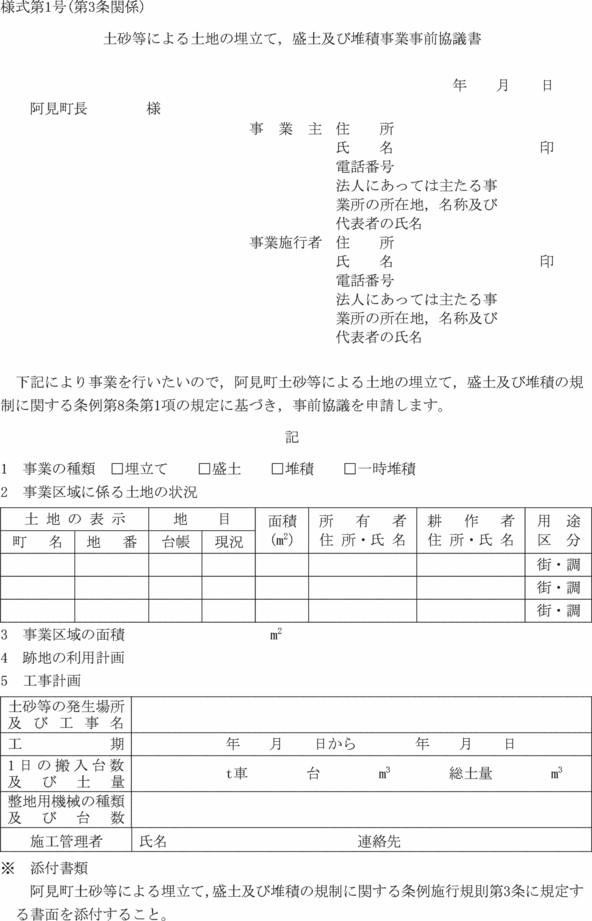 様式第1号(第3条関係)
土砂等による土地の埋立て，盛土及び堆積事業事前協議書
年　　月　　日
阿見町長　　　　様
事　業　主　住　　所
氏　　名　　　　　　　　　　印
電話番号
法人にあっては主たる事
業所の所在地，名称及び
代表者の氏名
事業施行者　住　　所
氏　　名　　　　　　　　　　印
電話番号
法人にあっては主たる事
業所の所在地，名称及び
代表者の氏名
下記により事業を行いたいので，阿見町土砂等による土地の埋立て，盛土及び堆積の規
制に関する条例第8条第1項の規定に基づき，事前協議を申請します。
記
1　事業の種類　□埋立て　　□盛土　　□堆積　　□一時堆積
2　事業区域に係る土地の状況
土地の表示　地目　面積　所有者　耕作者　用途
町名　地番　台帳　現況　(m²)　住所・氏名　住所・氏名　区分
街・調
街・調
街・調
3　事業区域の面積　　　　　　　　　　m²
4　跡地の利用計画
5　工事計画
土砂等の発生場所
及び工事名
工期　　年　　月　　日から　　　　年　　月　　日
1日の搬入台数
及び土量　　t車　　　　　台　　　　m³　　　　総土量　　　　m³
整地用機械の種類
及び台数
施工管理者　氏名　　　　　　　　　　　　　連絡先
※　添付書類
阿見町土砂等による埋立て，盛土及び堆積の規制に関する条例施行規則第3条に規定す
る書面を添付すること。